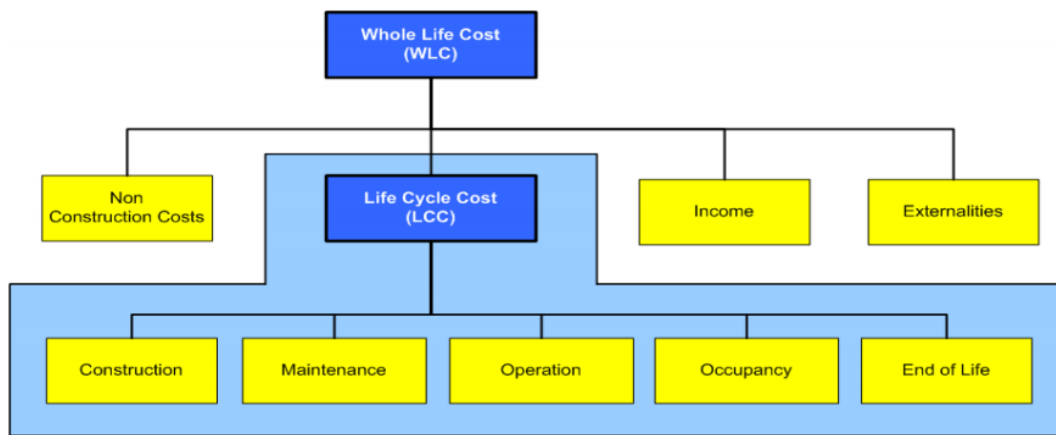 Whole Life Cost
(WLC)
Non
Construction Costs
Life Cycle Cost
(LCC)
Income
Externalities
Construction
Maintenance
Operation
Occupancy
End of Life